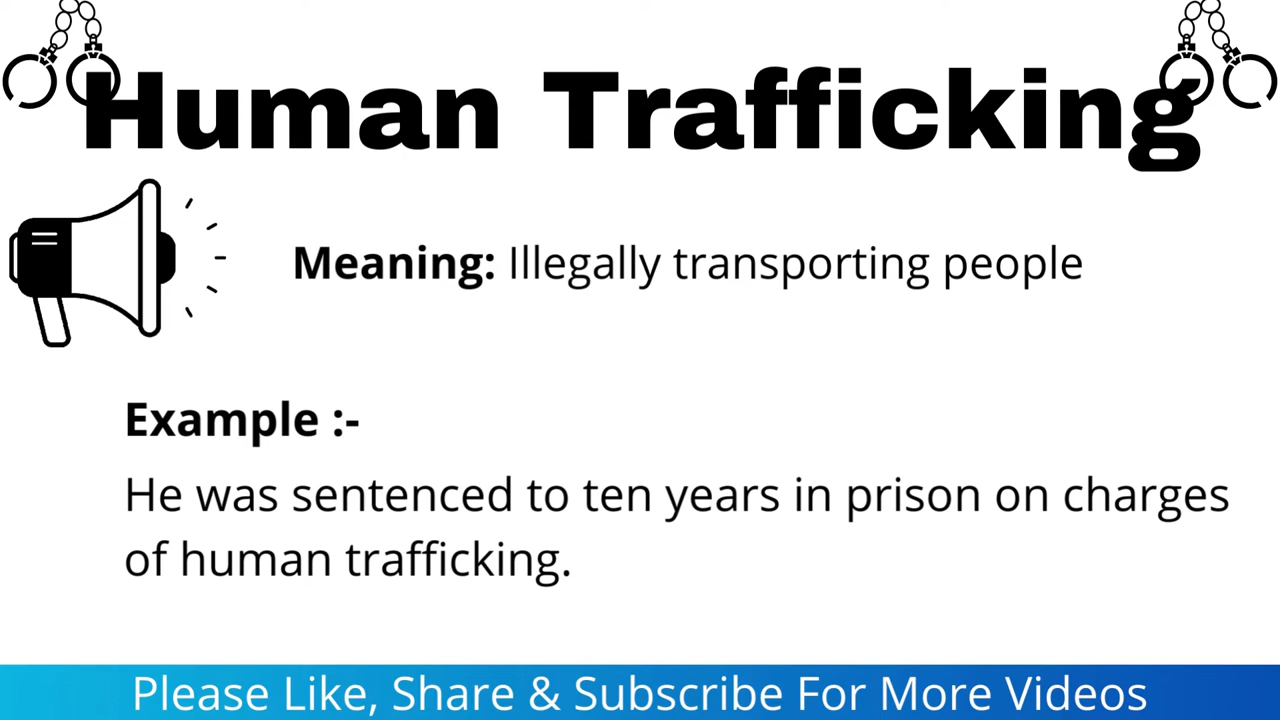 Human Trafficking
Meaning: Illegally transporting people
Example :-
He was sentenced to ten years in prison on charges
of human trafficking.
Please Like, Share & Subscribe For More Videos